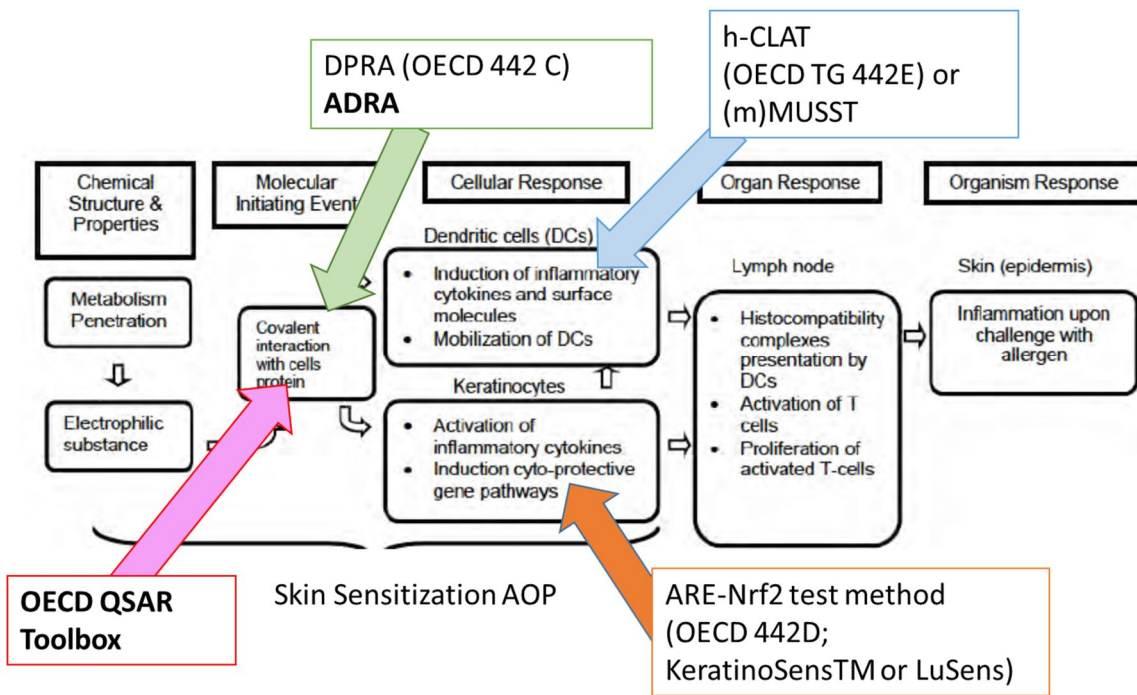 DPRA (OECD 442 C)
ADRA
h-CLAT
(OECD TG 442E) or
(m)MUSST
Chemical
Structure &
Properties
Molecular
Initiating Event
Cellular Response
Organ Response
Organism Response
Metabolism
Penetration
Electrophilic
substance
Covalent
interaction
with cells
protein
Dendritic cells (DCs)
• Induction of inflammatory
cytokines and surface
molecules
• Mobilization of DCs
Keratinocytes
• Activation of
inflammatory cytokines
• Induction cyto-protective
gene pathways
Lymph node
• Histocompatibility
complexes
presentation by
DCs
• Activation of T
cells
• Proliferation of
activated T-cells
Skin (epidermis)
Inflammation upon
challenge with
allergen
OECD QSAR
Toolbox
Skin Sensitization AOP
ARE-Nrf2 test method
(OECD 442D;
KeratinoSensTM or LuSens)